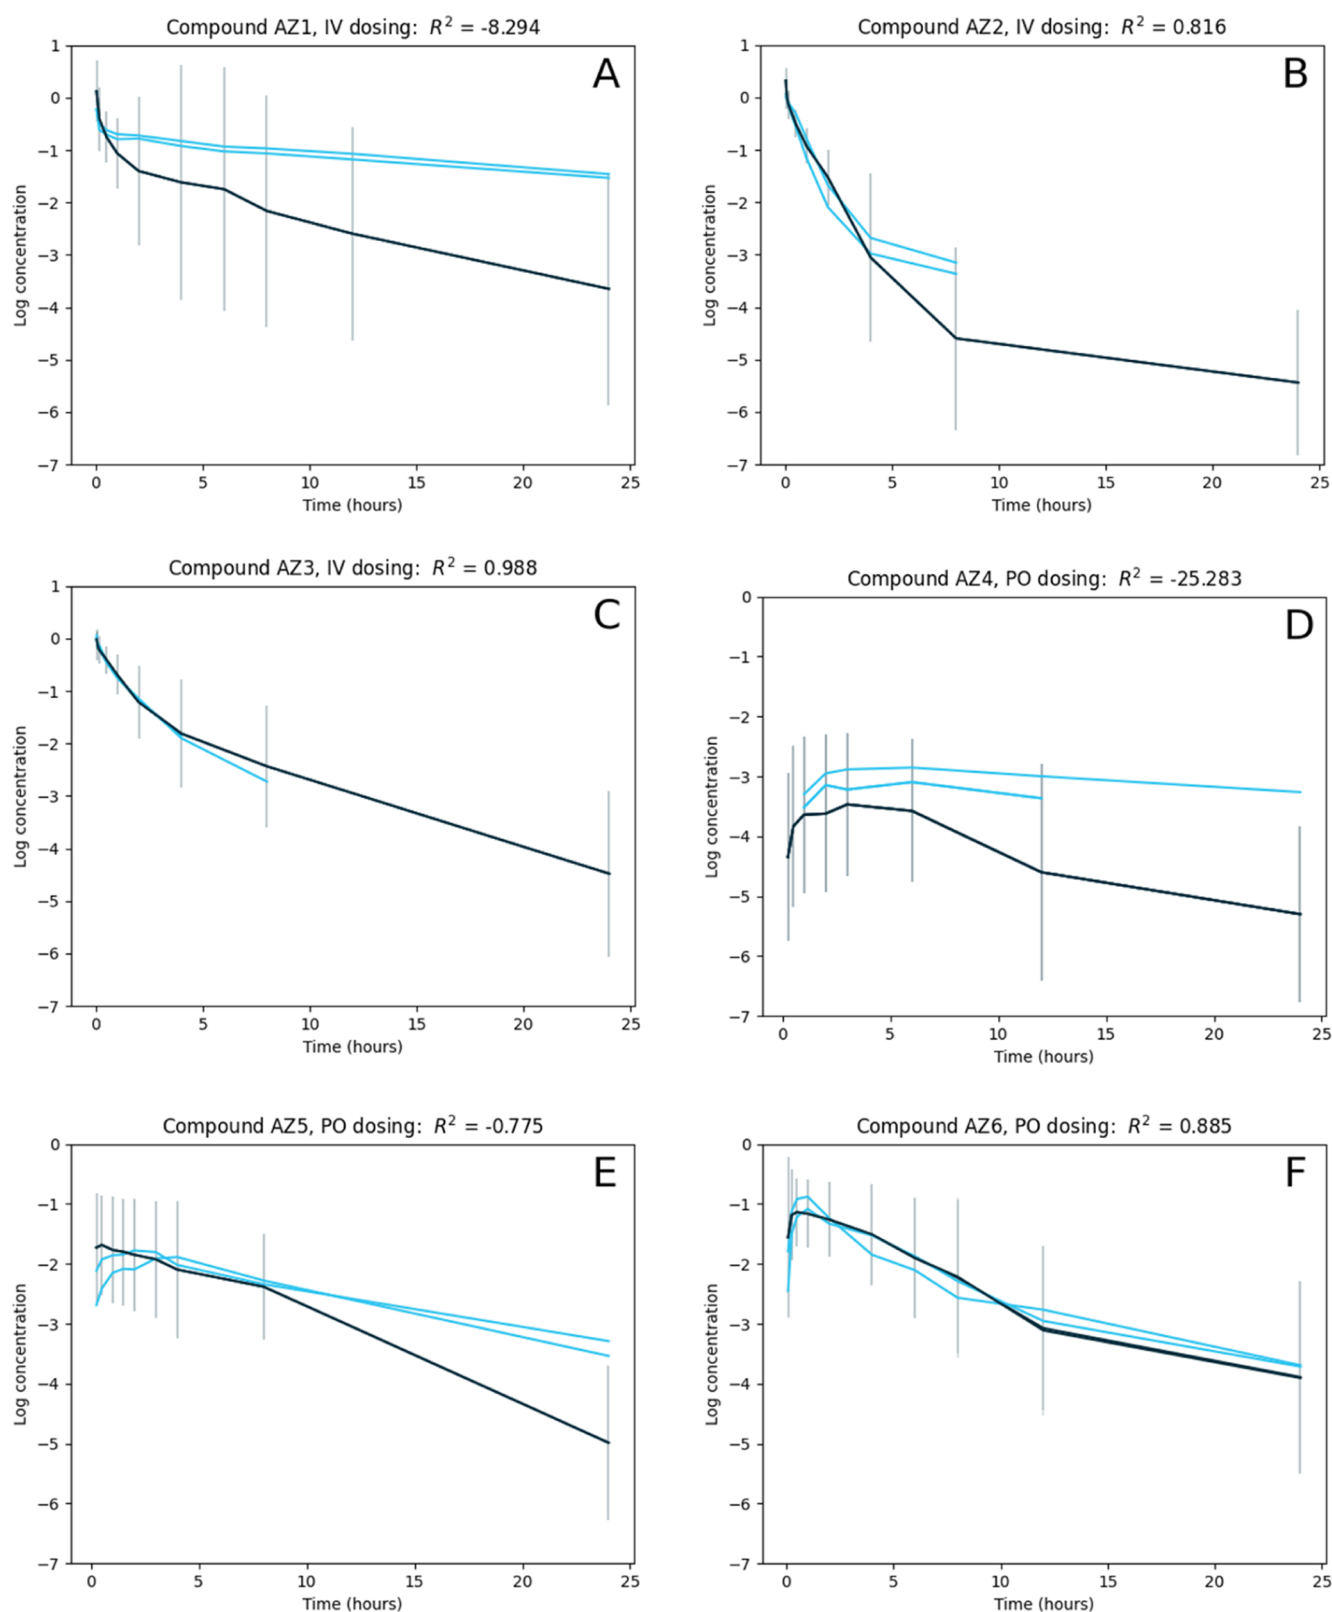 Compound AZ1, IV dosing: R² = -8.294
A
1
0
−1
−2
−3
−4
−5
−6
−7
Log concentration
0 5 10 15 20 25
Time (hours)
Compound AZ2, IV dosing: R² = 0.816
B
1
0
−1
−2
−3
−4
−5
−6
−7
Log concentration
0 5 10 15 20 25
Time (hours)
Compound AZ3, IV dosing: R² = 0.988
C
1
0
−1
−2
−3
−4
−5
−6
−7
Log concentration
0 5 10 15 20 25
Time (hours)
Compound AZ4, PO dosing: R² = -25.283
D
0
−1
−2
−3
−4
−5
−6
−7
Log concentration
0 5 10 15 20 25
Time (hours)
Compound AZ5, PO dosing: R² = -0.775
E
0
−1
−2
−3
−4
−5
−6
−7
Log concentration
0 5 10 15 20 25
Time (hours)
Compound AZ6, PO dosing: R² = 0.885
F
0
−1
−2
−3
−4
−5
−6
−7
Log concentration
0 5 10 15 20 25
Time (hours)